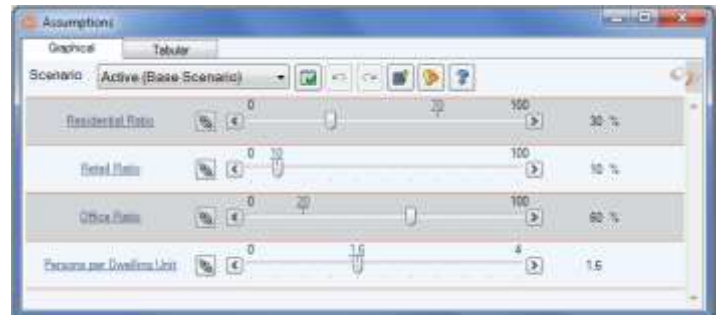 Assumptions
Graphical Tabular
Scenario Active (Base Scenario)
0 70 100
Residential Ratio 30 %
0 10 100
Retail Ratio 10 %
0 20 100
Office Ratio 60 %
0 1.6 4
Persons per Dwelling Unit 1.6